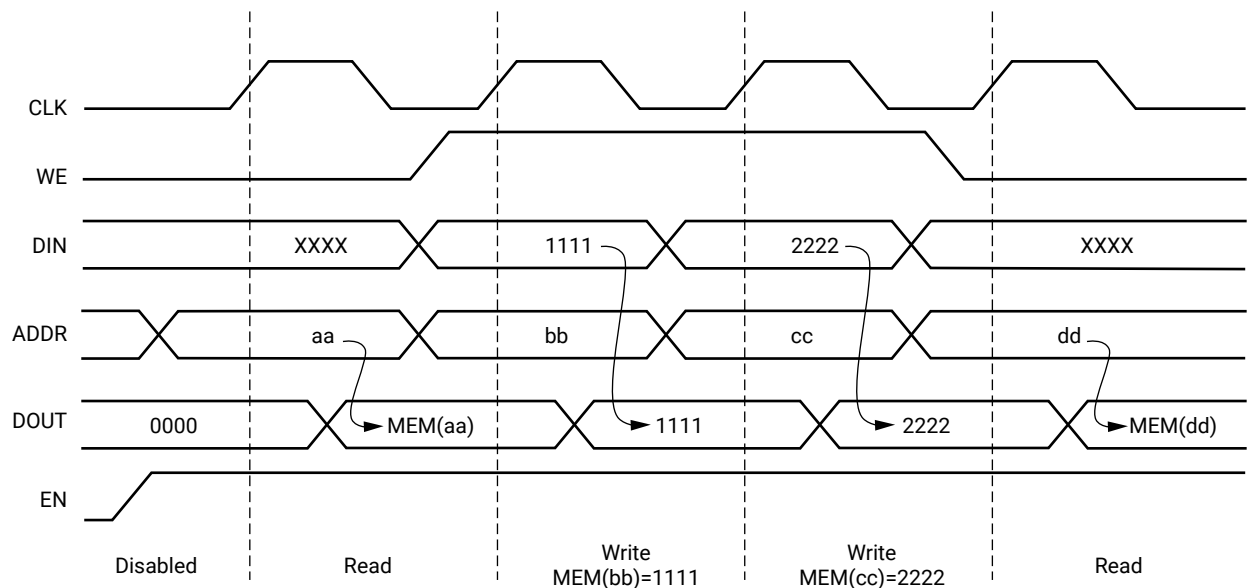 CLK
WE
DIN
XXXX
1111
2222
XXXX
ADDR
aa
bb
cc
dd
DOUT
0000
MEM(aa)
1111
2222
MEM(dd)
EN
Disabled
Read
Write
MEM(bb)=1111
Write
MEM(cc)=2222
Read